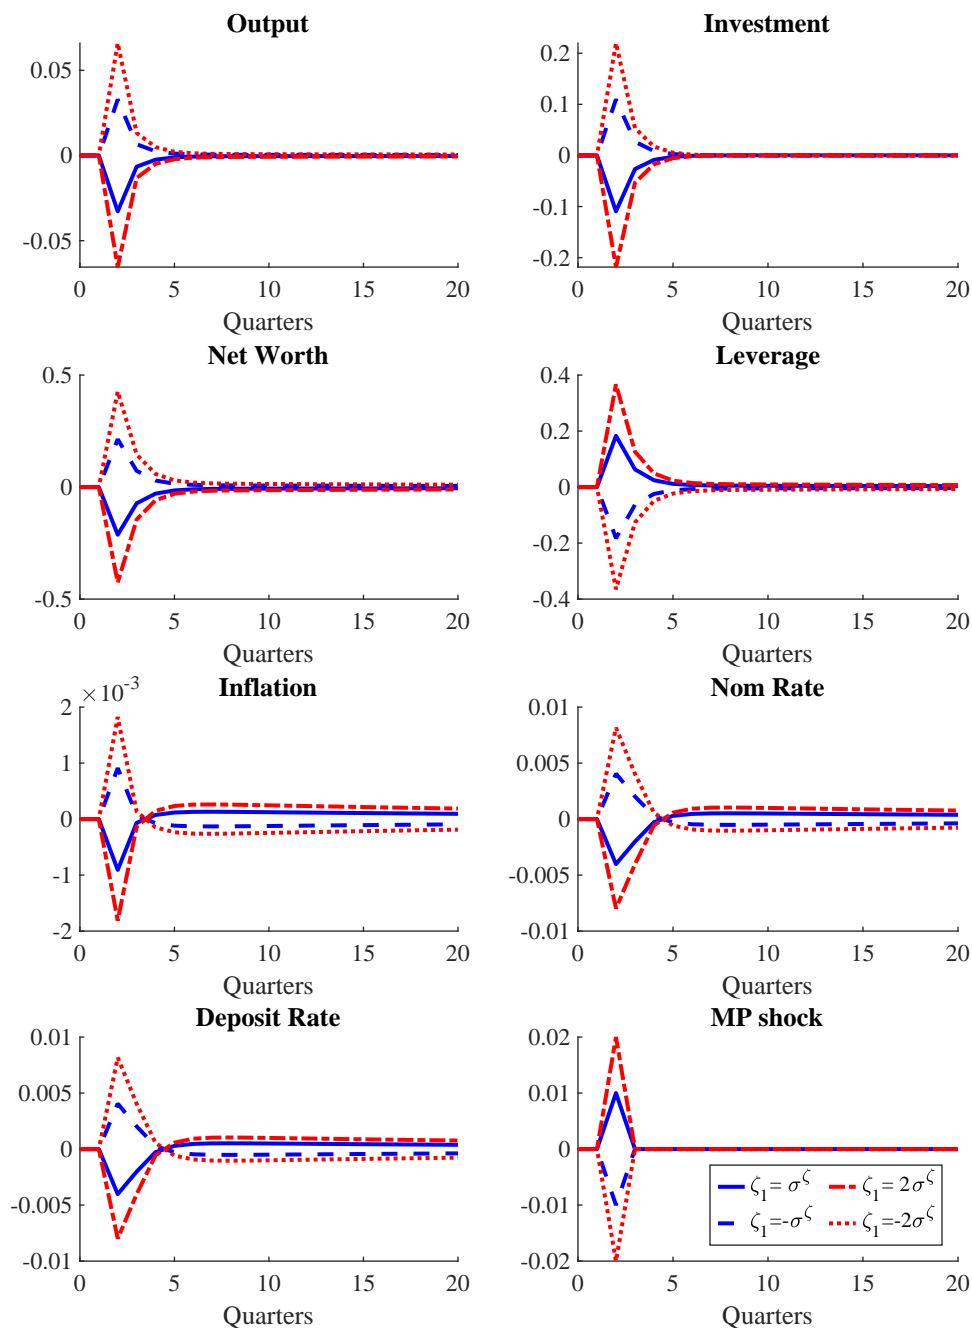 Output
0.05
0
-0.05
0 5 10 15 20
Quarters
Investment
0.2
0.1
0
-0.1
-0.2
0 5 10 15 20
Quarters
Net Worth
0.5
0
-0.5
0 5 10 15 20
Quarters
Leverage
0.4
0.2
0
-0.2
-0.4
0 5 10 15 20
Quarters
Inflation
×10⁻³
2
1
0
-1
-2
0 5 10 15 20
Quarters
Nom Rate
0.01
0.005
0
-0.005
-0.01
0 5 10 15 20
Quarters
Deposit Rate
0.01
0.005
0
-0.005
-0.01
0 5 10 15 20
Quarters
MP shock
0.02
0.01
0
-0.01
-0.02
ζ₁= σ^ζ ζ₁= 2σ^ζ
ζ₁=-σ^ζ ζ₁=-2σ^ζ
0 5 10 15 20
Quarters